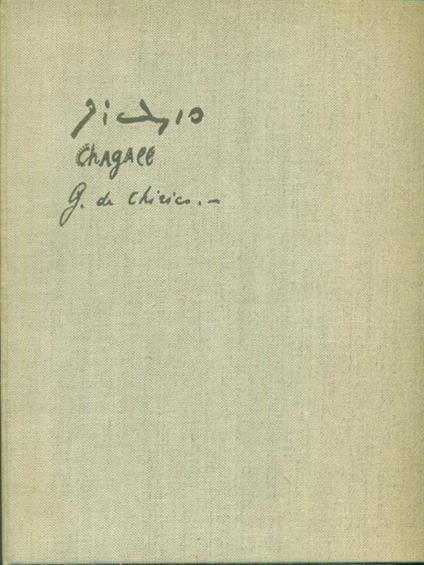 Picasso
Chagall
G. de Chirico.–